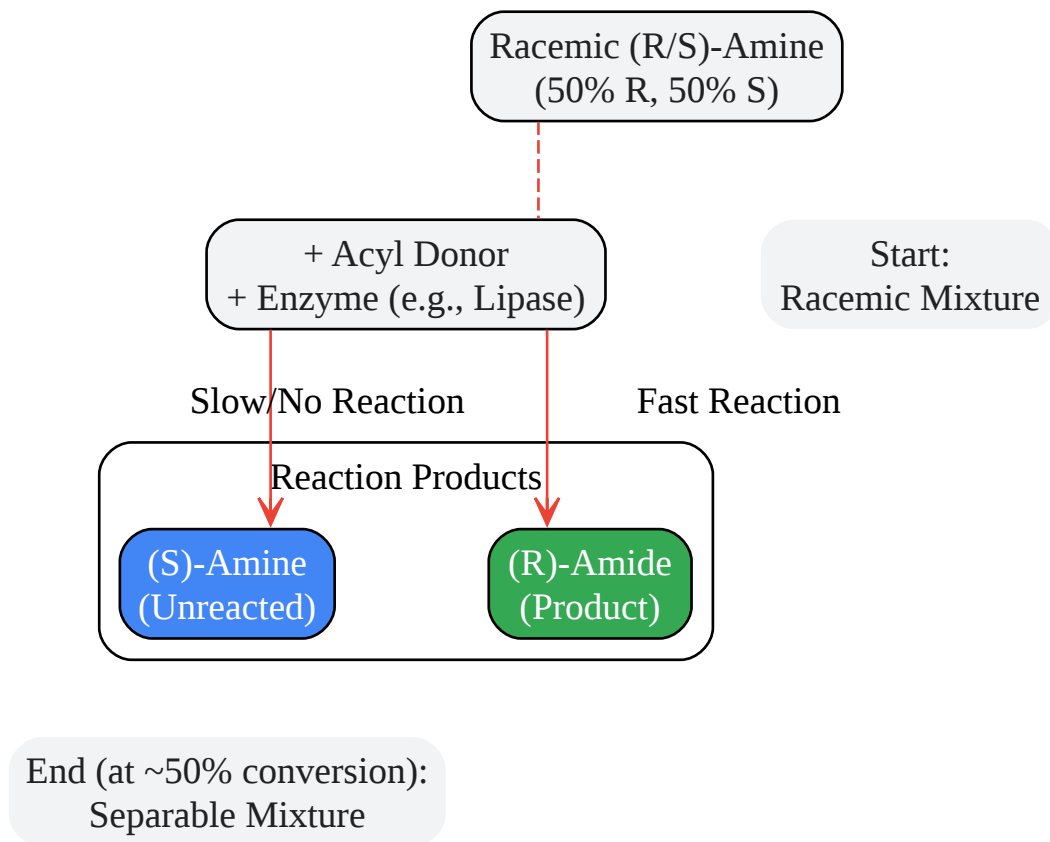 Racemic (R/S)-Amine
(50% R, 50% S)
+ Acyl Donor
+ Enzyme (e.g., Lipase)
Start:
Racemic Mixture
Slow/No Reaction
Fast Reaction
Reaction Products
(S)-Amine
(Unreacted)
(R)-Amide
(Product)
End (at ~50% conversion):
Separable Mixture